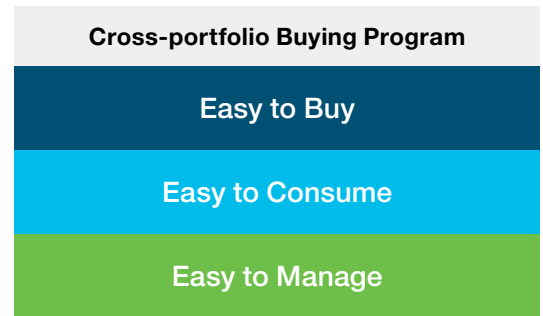 Cross-portfolio Buying Program
Easy to Buy
Easy to Consume
Easy to Manage